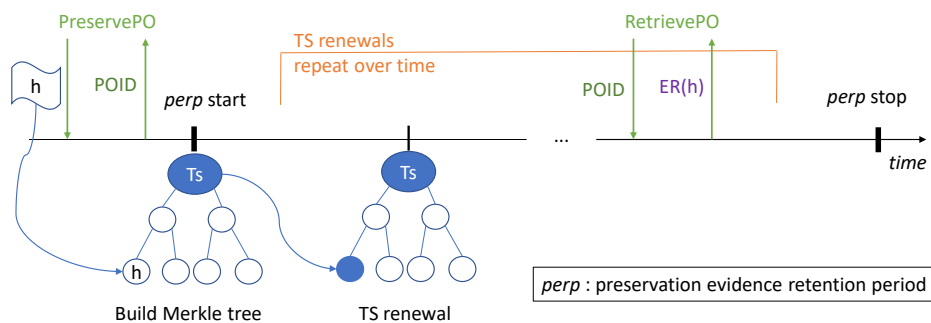 PreservePO
RetrievePO
TS renewals
repeat over time
h
POID
POID
ER(h)
perp start
perp stop
...
time
Ts
Ts
h
perp : preservation evidence retention period
Build Merkle tree
TS renewal